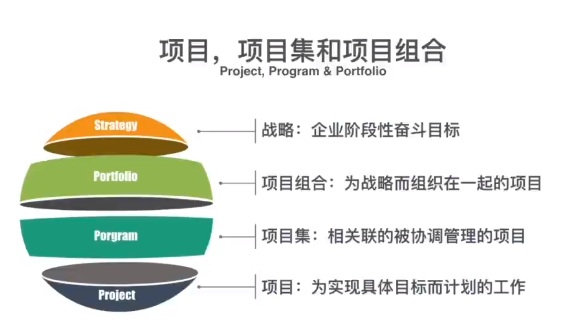 项目，项目集和项目组合
Project, Program & Portfolio
Strategy
战略：企业阶段性奋斗目标
Portfolio
项目组合：为战略而组织在一起的项目
Porgram
项目集：相关联的被协调管理的项目
Project
项目：为实现具体目标而计划的工作